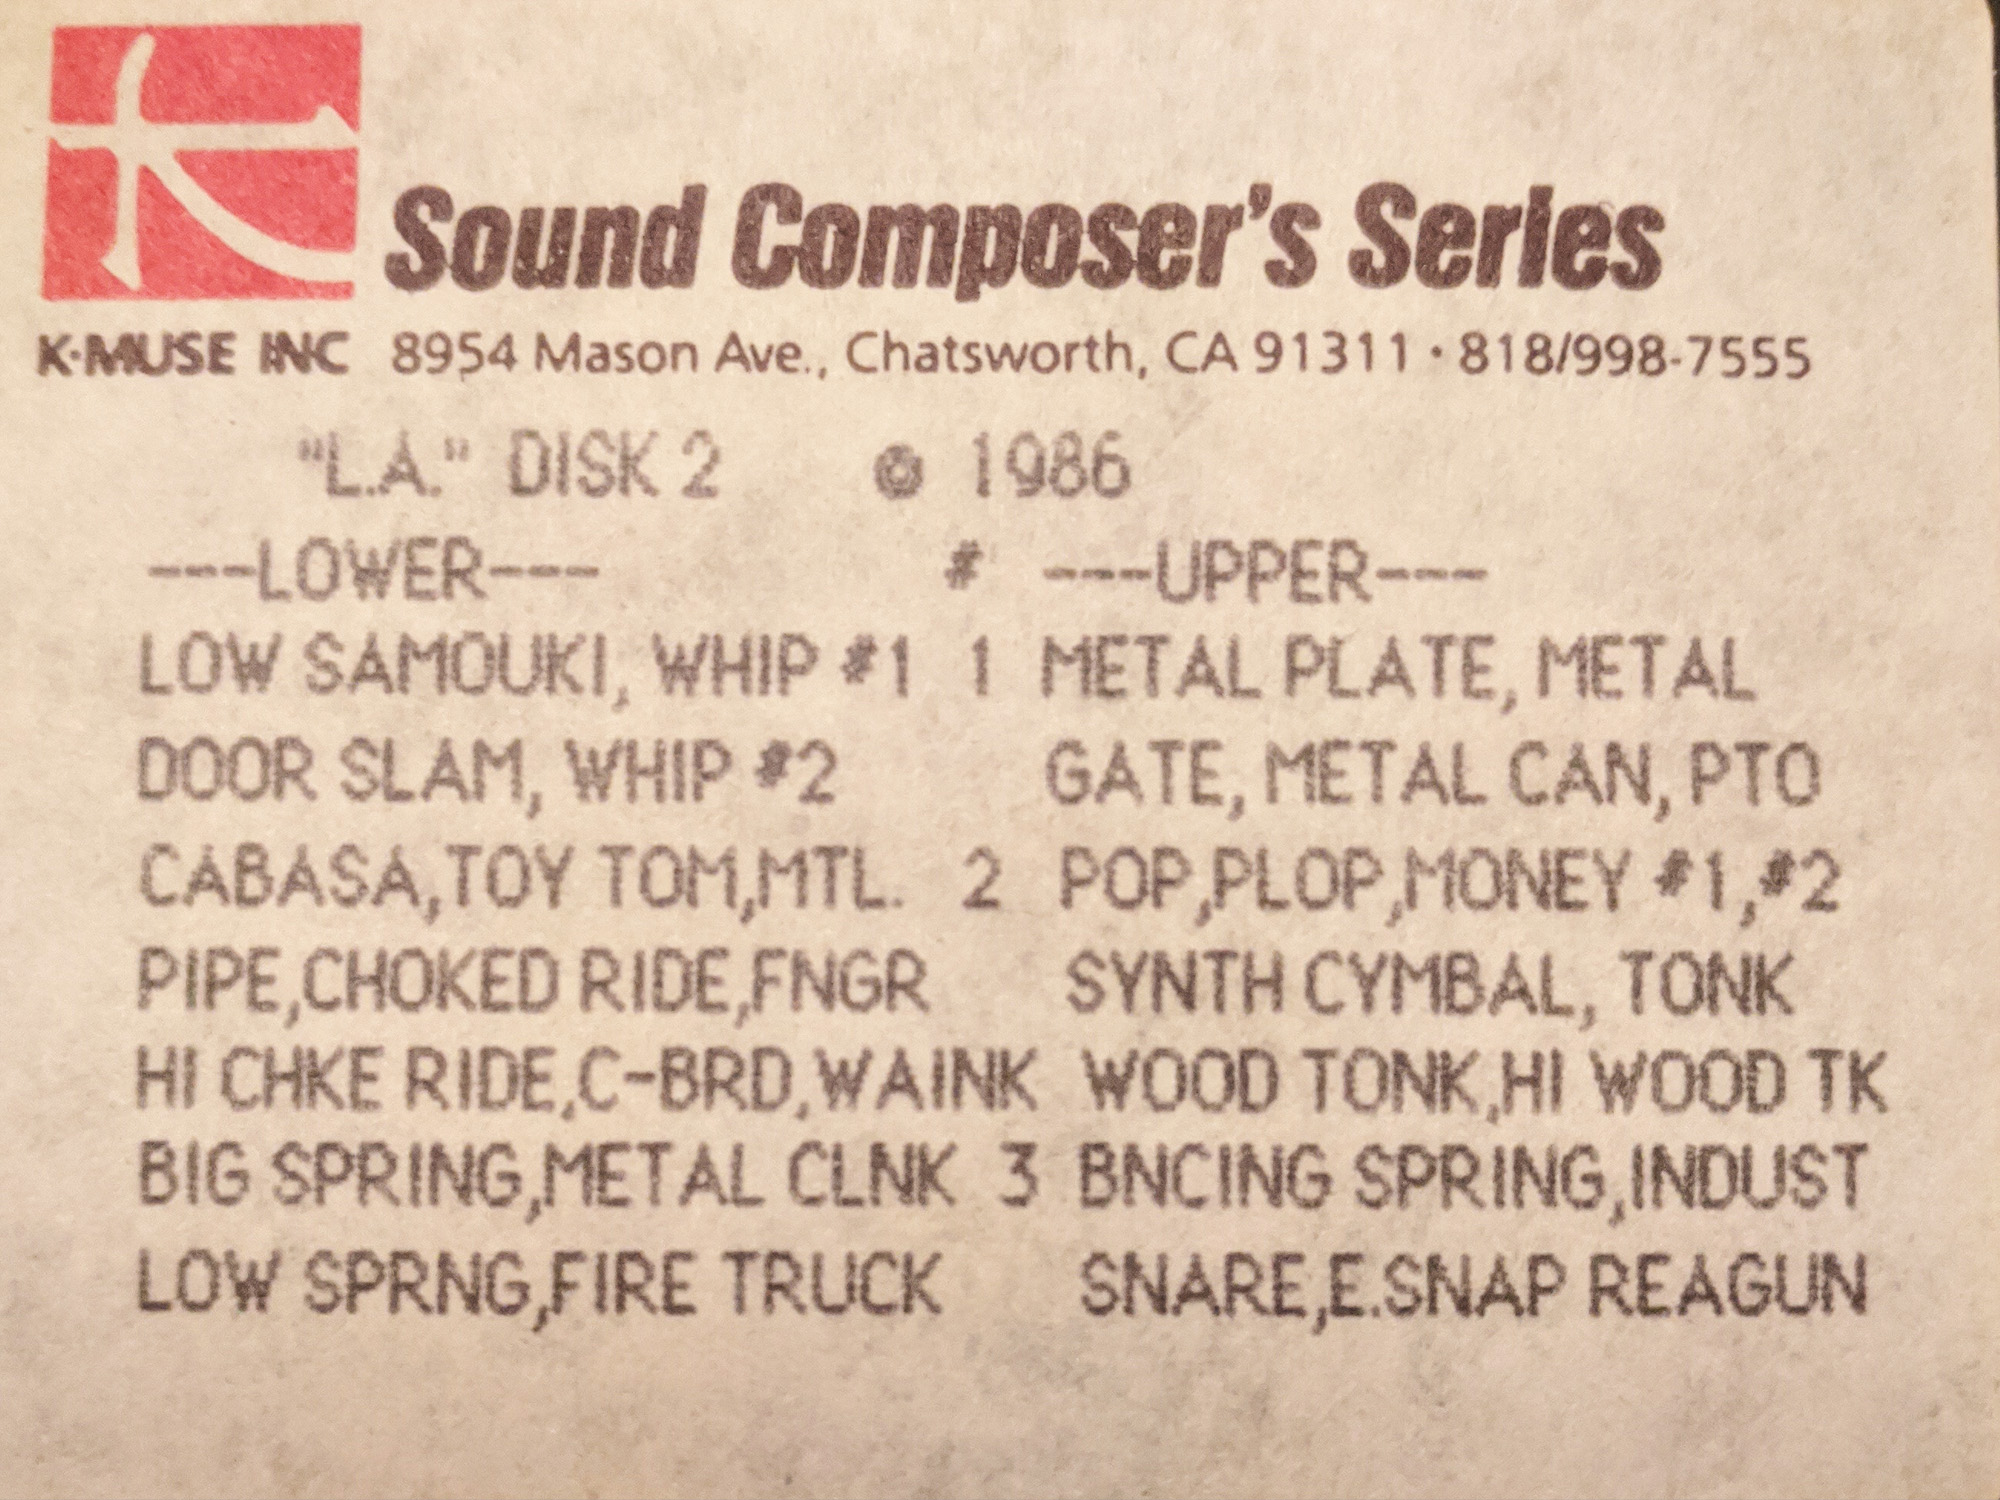 Sound Composer's Series
K·MUSE INC 8954 Mason Ave., Chatsworth, CA 91311 · 818/998-7555
"L.A." DISK 2 © 1986
---LOWER--- # ---UPPER---
LOW SAMOUKI, WHIP #1 1 METAL PLATE, METAL
DOOR SLAM, WHIP #2 GATE, METAL CAN, PTO
CABASA,TOY TOM,MTL. 2 POP,PLOP,MONEY #1,#2
PIPE,CHOKED RIDE,FNGR SYNTH CYMBAL, TONK
HI CHKE RIDE,C-BRD,WAINK WOOD TONK,HI WOOD TK
BIG SPRING,METAL CLNK 3 BNCING SPRING,INDUST
LOW SPRNG,FIRE TRUCK SNARE,E.SNAP REAGUN